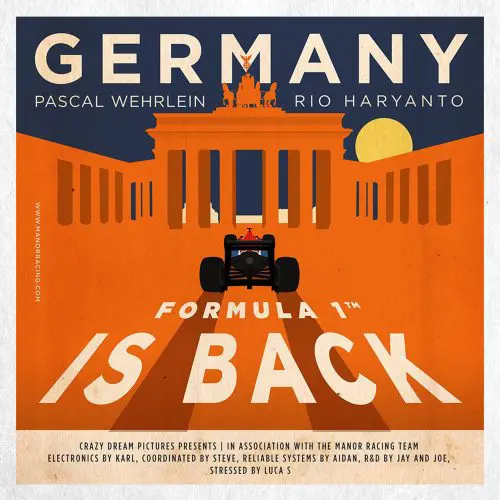 GERMANY
PASCAL WEHRLEIN RIO HARYANTO
WWW.MANORRACING.COM
FORMULA 1™
IS BACK
CRAZY DREAM PICTURES PRESENTS | IN ASSOCIATION WITH THE MANOR RACING TEAM
ELECTRONICS BY KARL, COORDINATED BY STEVE, RELIABLE SYSTEMS BY AIDAN, R&D BY JAY AND JOE,
STRESSED BY LUCA S